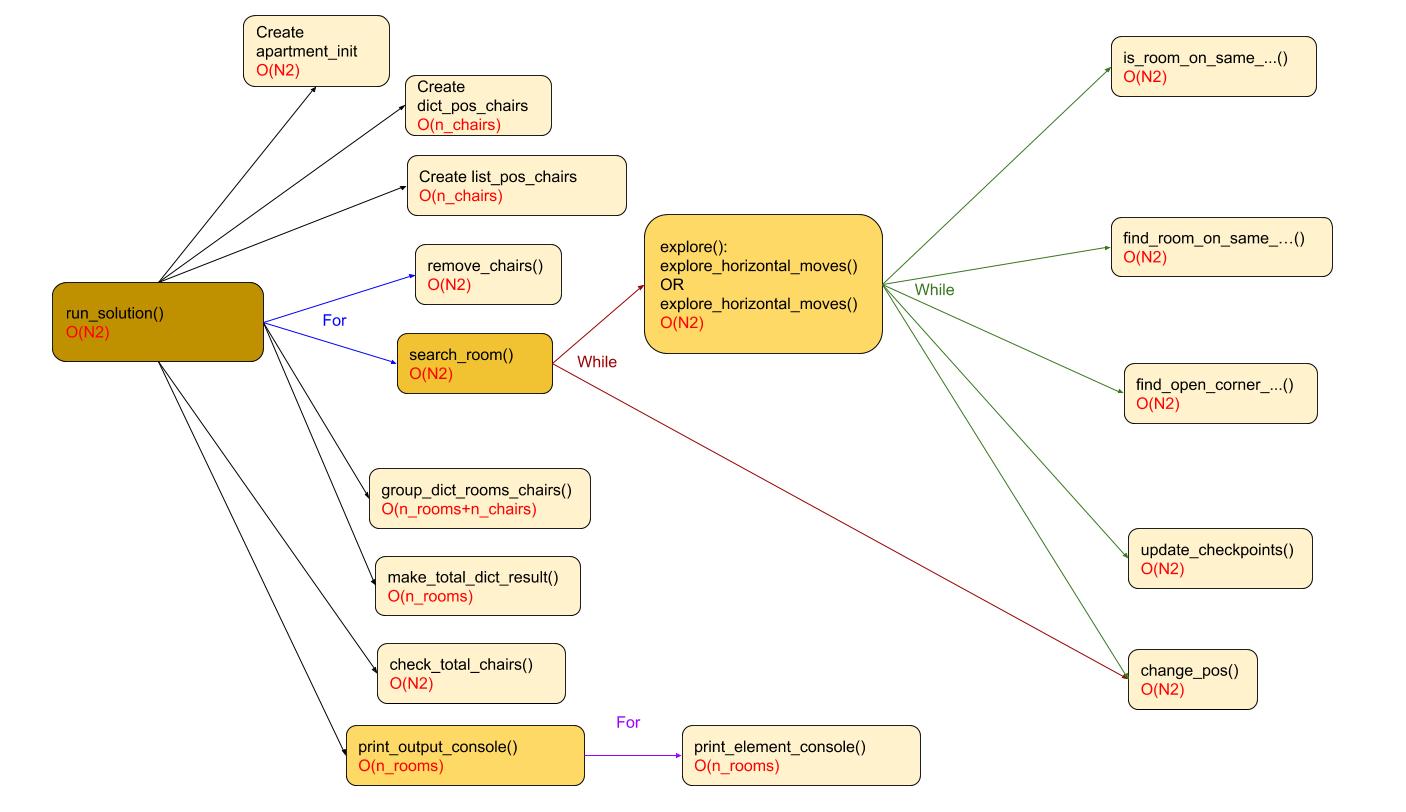 Create
apartment_init
O(N2)
Create
dict_pos_chairs
O(n_chairs)
Create list_pos_chairs
O(n_chairs)
run_solution()
O(N2)
For
remove_chairs()
O(N2)
search_room()
O(N2)
While
explore():
explore_horizontal_moves()
OR
explore_horizontal_moves()
O(N2)
While
is_room_on_same_...()
O(N2)
find_room_on_same_…()
O(N2)
find_open_corner_...()
O(N2)
update_checkpoints()
O(N2)
change_pos()
O(N2)
group_dict_rooms_chairs()
O(n_rooms+n_chairs)
make_total_dict_result()
O(n_rooms)
check_total_chairs()
O(N2)
print_output_console()
O(n_rooms)
For
print_element_console()
O(n_rooms)